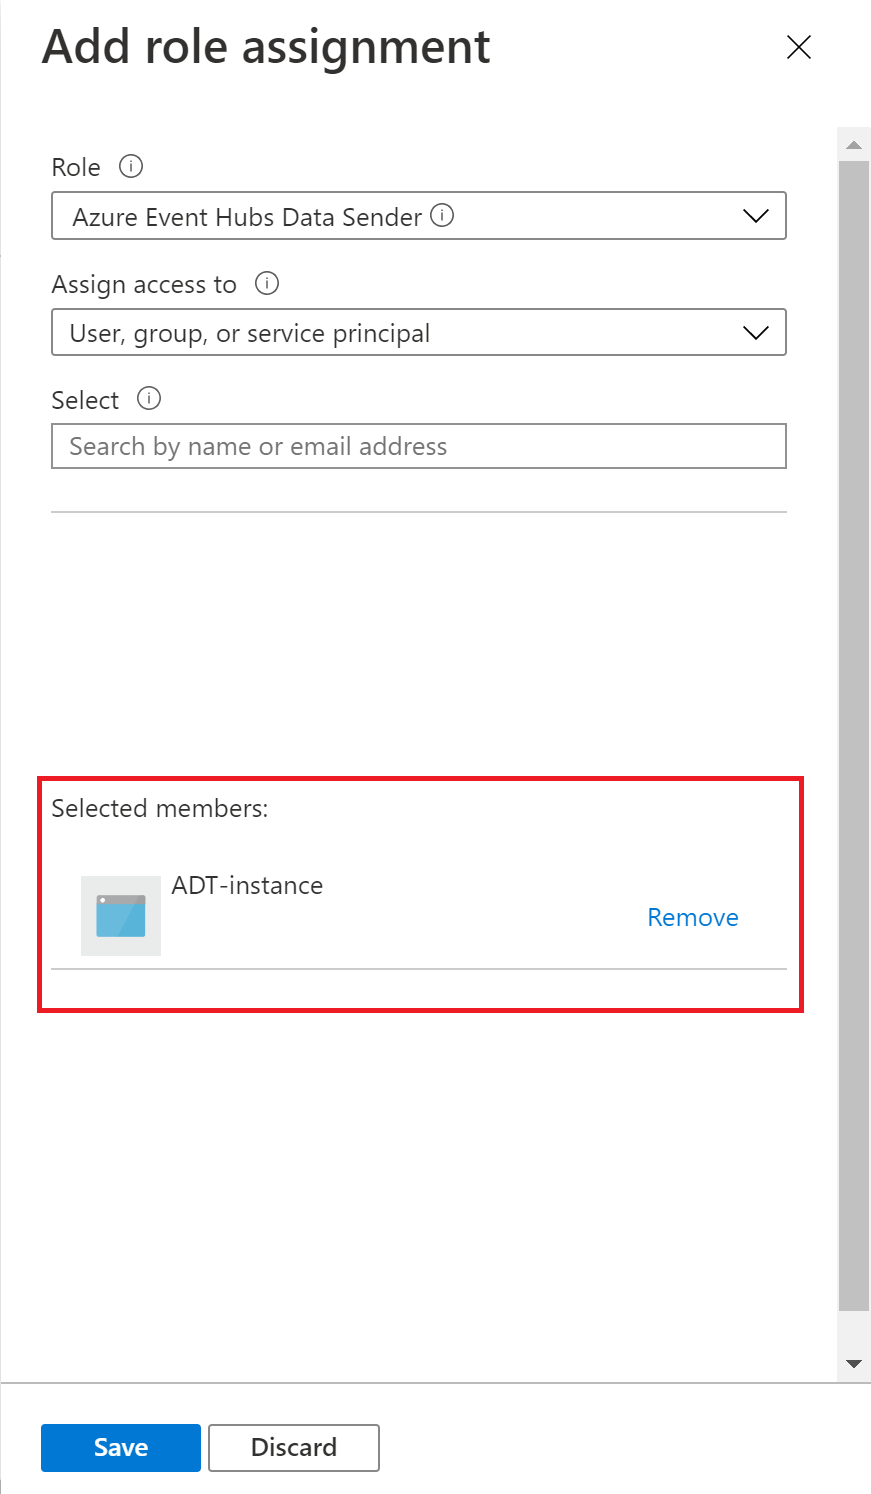 Add role assignment
Role
Azure Event Hubs Data Sender
Assign access to
User, group, or service principal
Select
Search by name or email address
Selected members:
ADT-instance
Remove
Save Discard